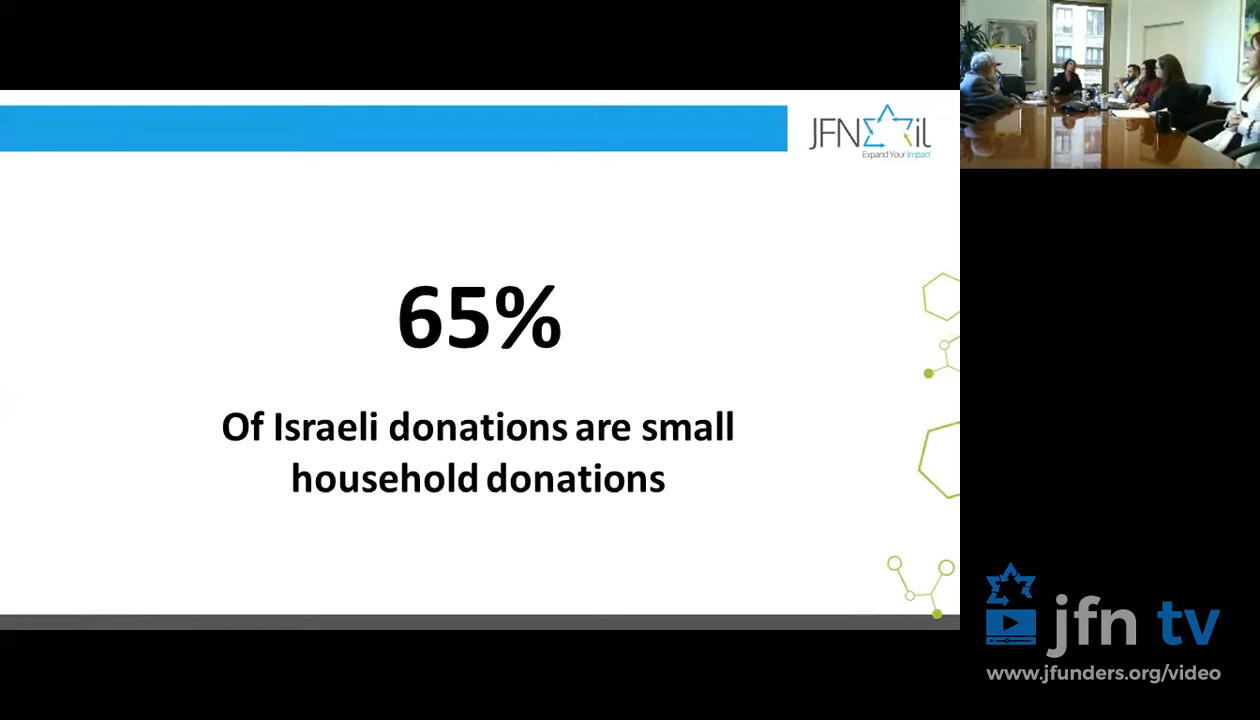 JFN il
Expand Your Impact
65%
Of Israeli donations are small
household donations
jfn tv
www.jfunders.org/video